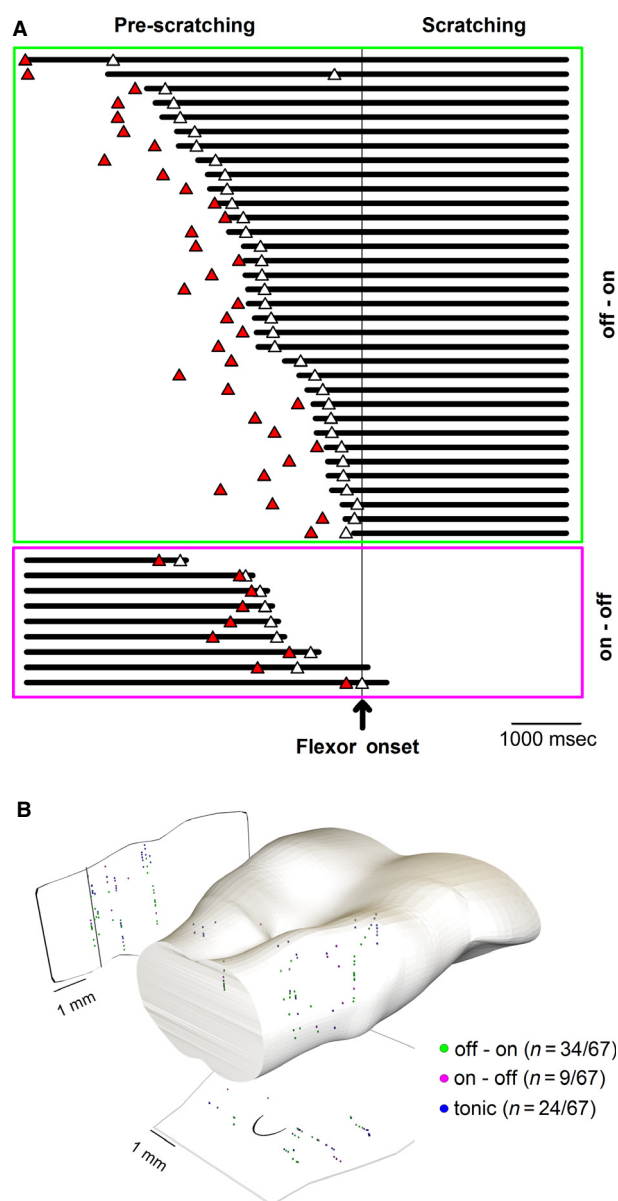 A
Pre-scratching Scratching
off - on
on - off
Flexor onset
1000 msec
B
1 mm
1 mm
off - on (n = 34/67)
on - off (n = 9/67)
tonic (n = 24/67)